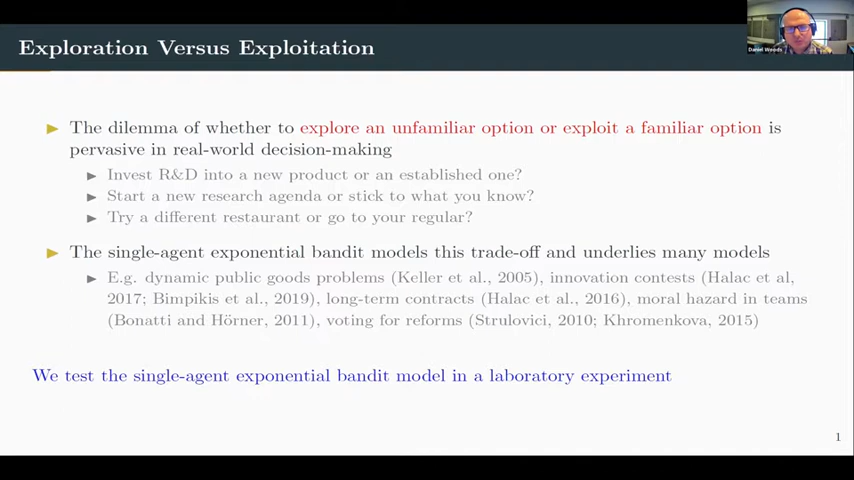 Exploration Versus Exploitation
Daniel Woods
The dilemma of whether to explore an unfamiliar option or exploit a familiar option is
pervasive in real-world decision-making
Invest R&D into a new product or an established one?
Start a new research agenda or stick to what you know?
Try a different restaurant or go to your regular?
The single-agent exponential bandit models this trade-off and underlies many models
E.g. dynamic public goods problems (Keller et al., 2005), innovation contests (Halac et al,
2017; Bimpikis et al., 2019), long-term contracts (Halac et al., 2016), moral hazard in teams
(Bonatti and Hörner, 2011), voting for reforms (Strulovici, 2010; Khromenkova, 2015)
We test the single-agent exponential bandit model in a laboratory experiment
1